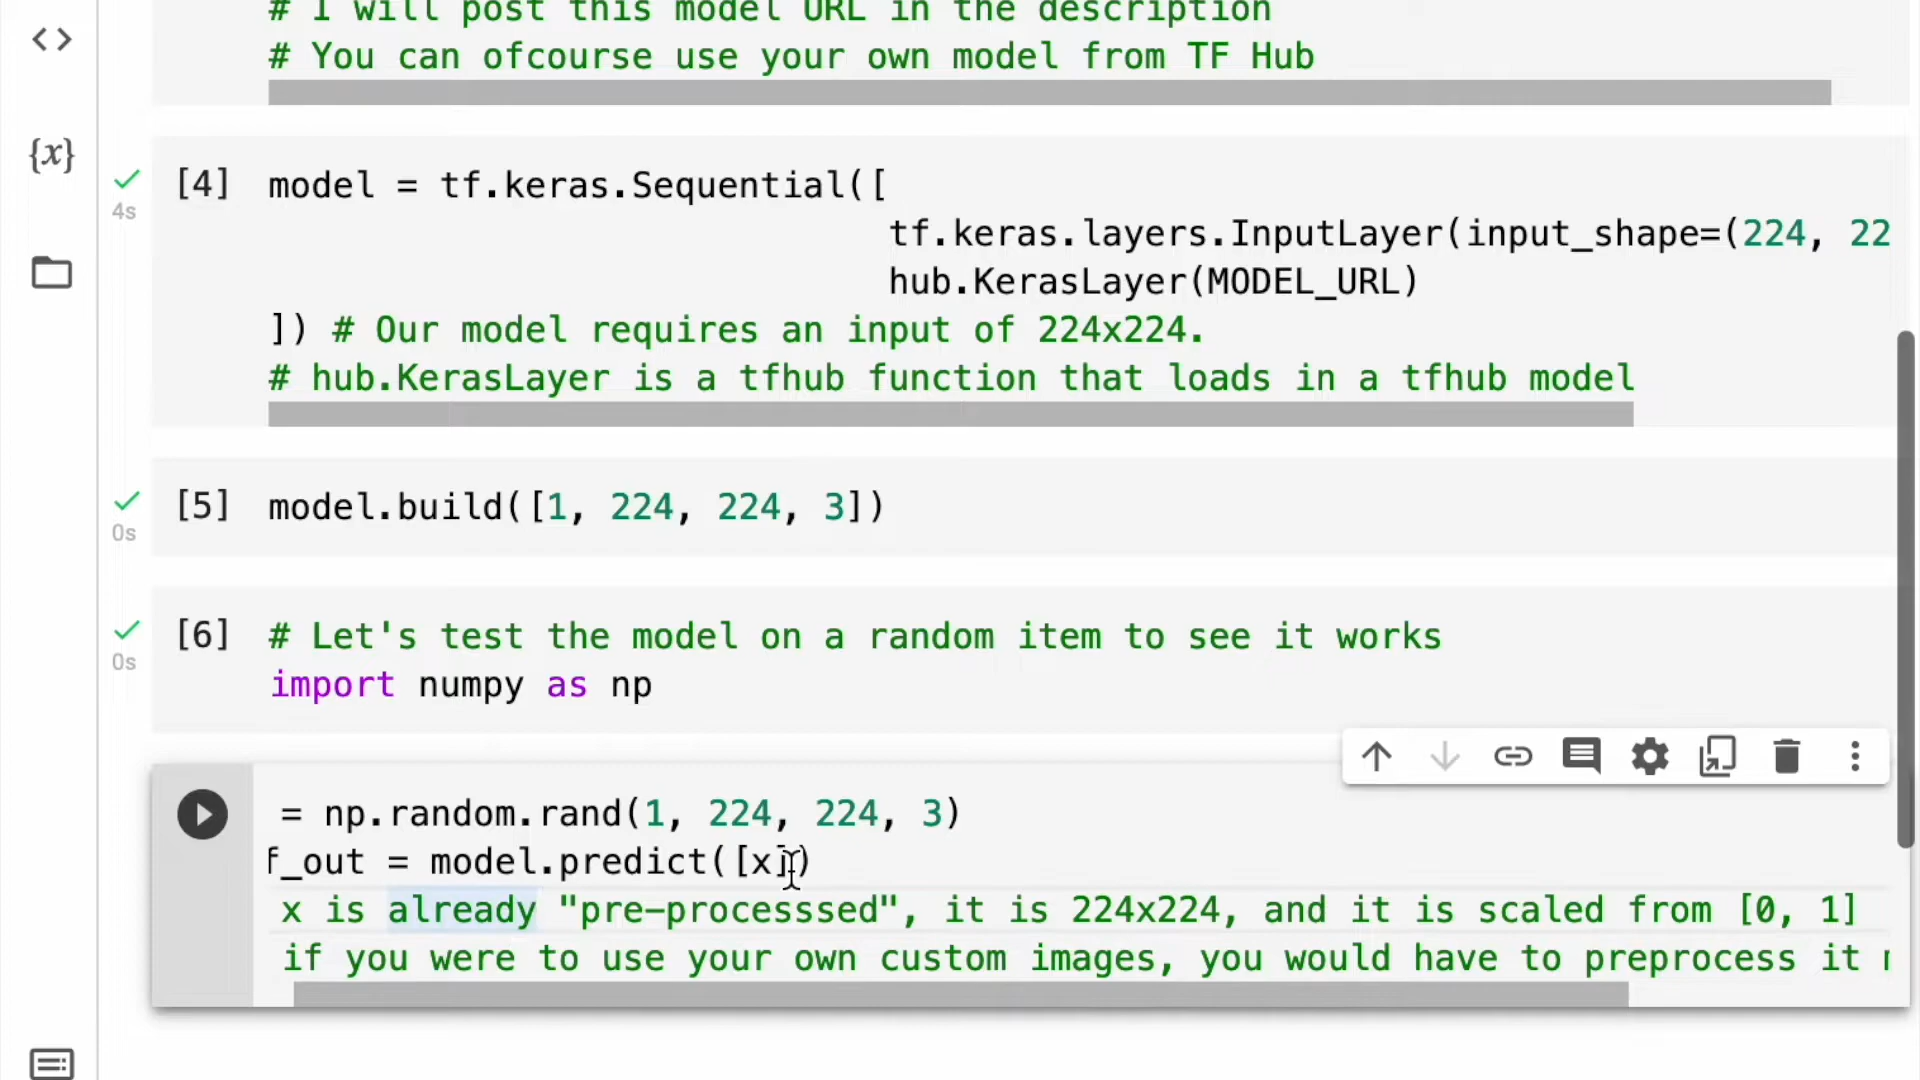 # I will post this model URL in the description
# You can ofcourse use your own model from TF Hub
{x}
4s
[4] model = tf.keras.Sequential([
tf.keras.layers.InputLayer(input_shape=(224, 22
hub.KerasLayer(MODEL_URL)
]) # Our model requires an input of 224x224.
# hub.KerasLayer is a tfhub function that loads in a tfhub model
[5] model.build([1, 224, 224, 3])
0s
[6] # Let's test the model on a random item to see it works
0s
import numpy as np
= np.random.rand(1, 224, 224, 3)
f_out = model.predict([x])
x is already "pre-processsed", it is 224x224, and it is scaled from [0, 1]
if you were to use your own custom images, you would have to preprocess it